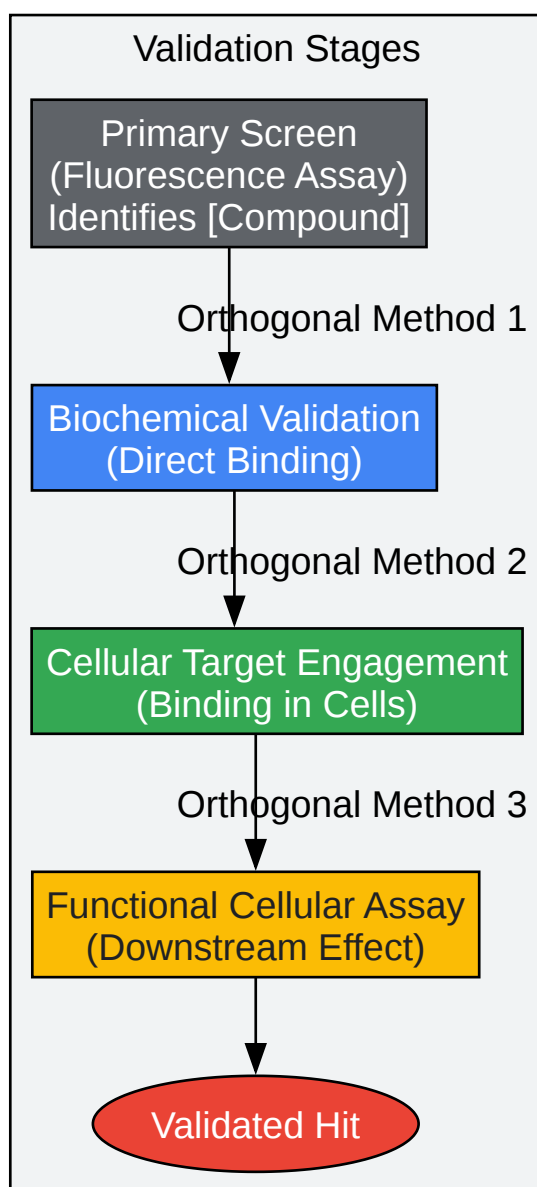 Validation Stages
Primary Screen
(Fluorescence Assay)
Identifies [Compound]
Orthogonal Method 1
Biochemical Validation
(Direct Binding)
Orthogonal Method 2
Cellular Target Engagement
(Binding in Cells)
Orthogonal Method 3
Functional Cellular Assay
(Downstream Effect)
Validated Hit